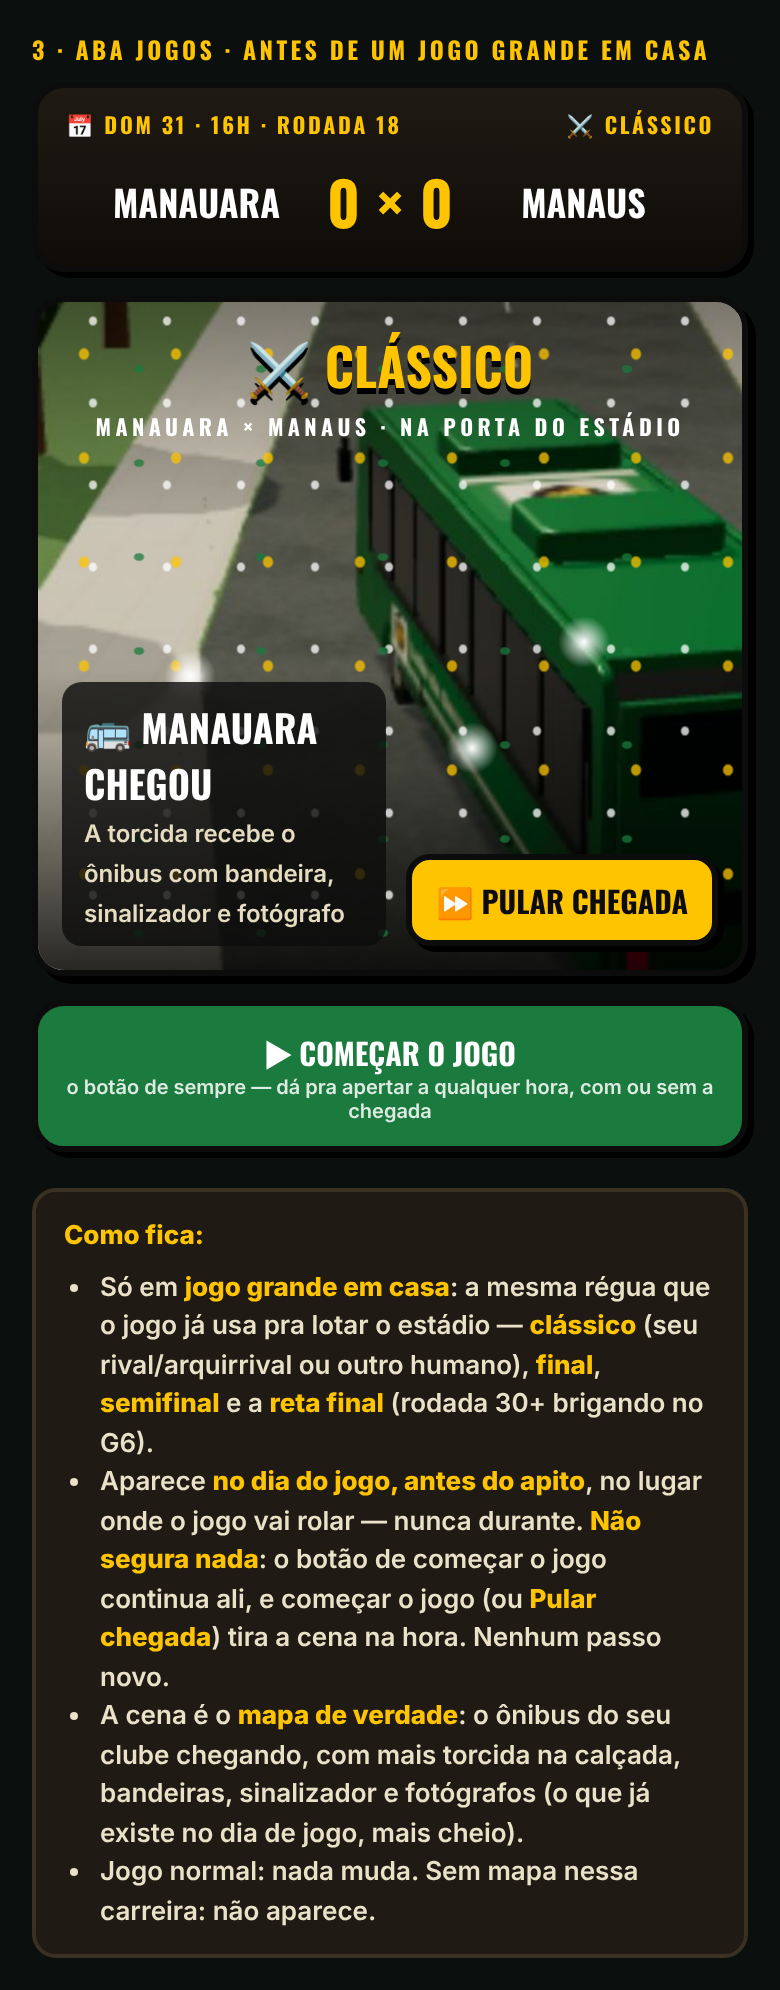 3 · ABA JOGOS · ANTES DE UM JOGO GRANDE EM CASA
📅 DOM 31 · 16H · RODADA 18
⚔️ CLÁSSICO
MANAUARA 0 × 0 MANAUS
⚔️ CLÁSSICO
MANAUARA × MANAUS · NA PORTA DO ESTÁDIO
🚌 MANAUARA
CHEGOU
A torcida recebe o
ônibus com bandeira,
sinalizador e fotógrafo
⏩ PULAR CHEGADA
▶ COMEÇAR O JOGO
o botão de sempre — dá pra apertar a qualquer hora, com ou sem a
chegada
Como fica:
• Só em jogo grande em casa: a mesma régua que
o jogo já usa pra lotar o estádio — clássico (seu
rival/arquirrival ou outro humano), final,
semifinal e a reta final (rodada 30+ brigando no
G6).
• Aparece no dia do jogo, antes do apito, no lugar
onde o jogo vai rolar — nunca durante. Não
segura nada: o botão de começar o jogo
continua ali, e começar o jogo (ou Pular
chegada) tira a cena na hora. Nenhum passo
novo.
• A cena é o mapa de verdade: o ônibus do seu
clube chegando, com mais torcida na calçada,
bandeiras, sinalizador e fotógrafos (o que já
existe no dia de jogo, mais cheio).
• Jogo normal: nada muda. Sem mapa nessa
carreira: não aparece.